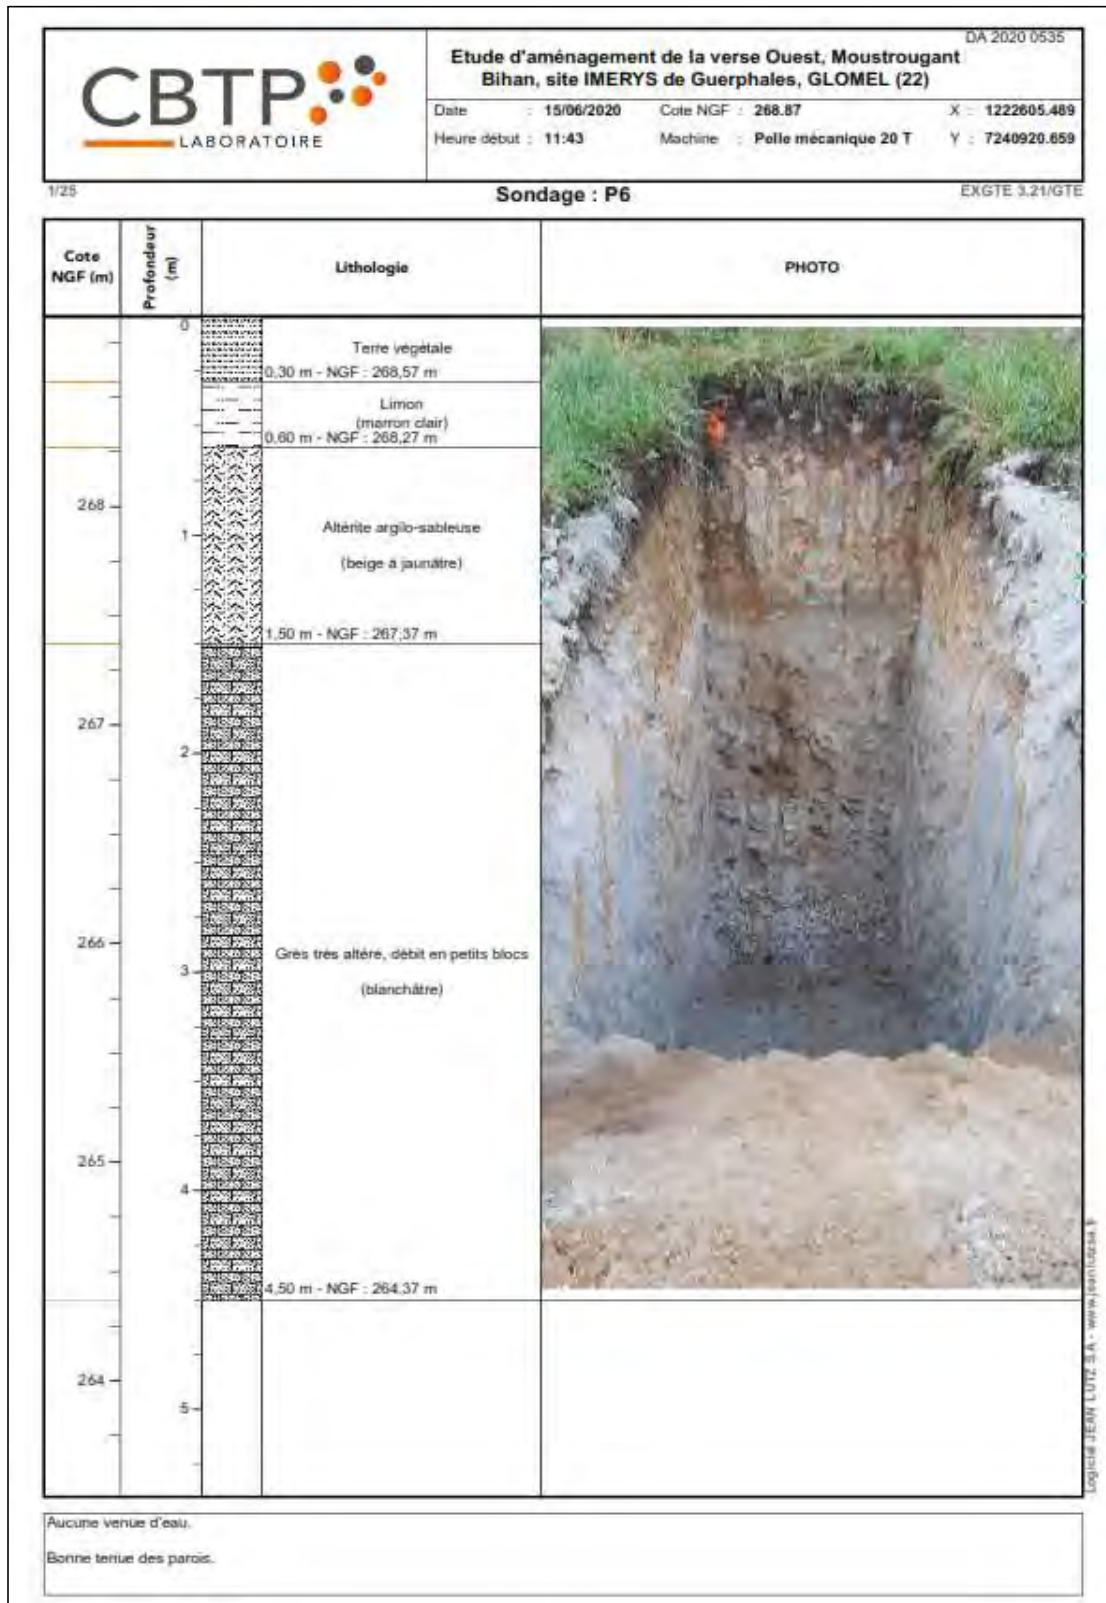 DA 2020 0535
CBTP
LABORATOIRE
Etude d'aménagement de la verse Ouest, Moustrougant
Bihan, site IMERYS de Guerphales, GLOMEL (22)
Date : 15/06/2020 Cote NGF : 268.87 X : 1222605.489
Heure début : 11:43 Machine : Pelle mécanique 20 T Y : 7240920.659
1/25
Sondage : P6
EXGTE 3.21/GTE
Cote
NGF (m)
Profondeur
(m)
Lithologie
PHOTO
0
Terre végétale
0,30 m - NGF : 268,57 m
Limon
(marron clair)
0,60 m - NGF : 268,27 m
268
1
Altérite argilo-sableuse
(beige à jaunâtre)
1,50 m - NGF : 267,37 m
267
2
266
3
Grès très altéré, débit en petits blocs
(blanchâtre)
265
4
4,50 m - NGF : 264,37 m
264
5
Logiciel JEAN LUTZ S.A - www.jeanlutzsa.fr
Aucune venue d'eau.
Bonne tenue des parois.